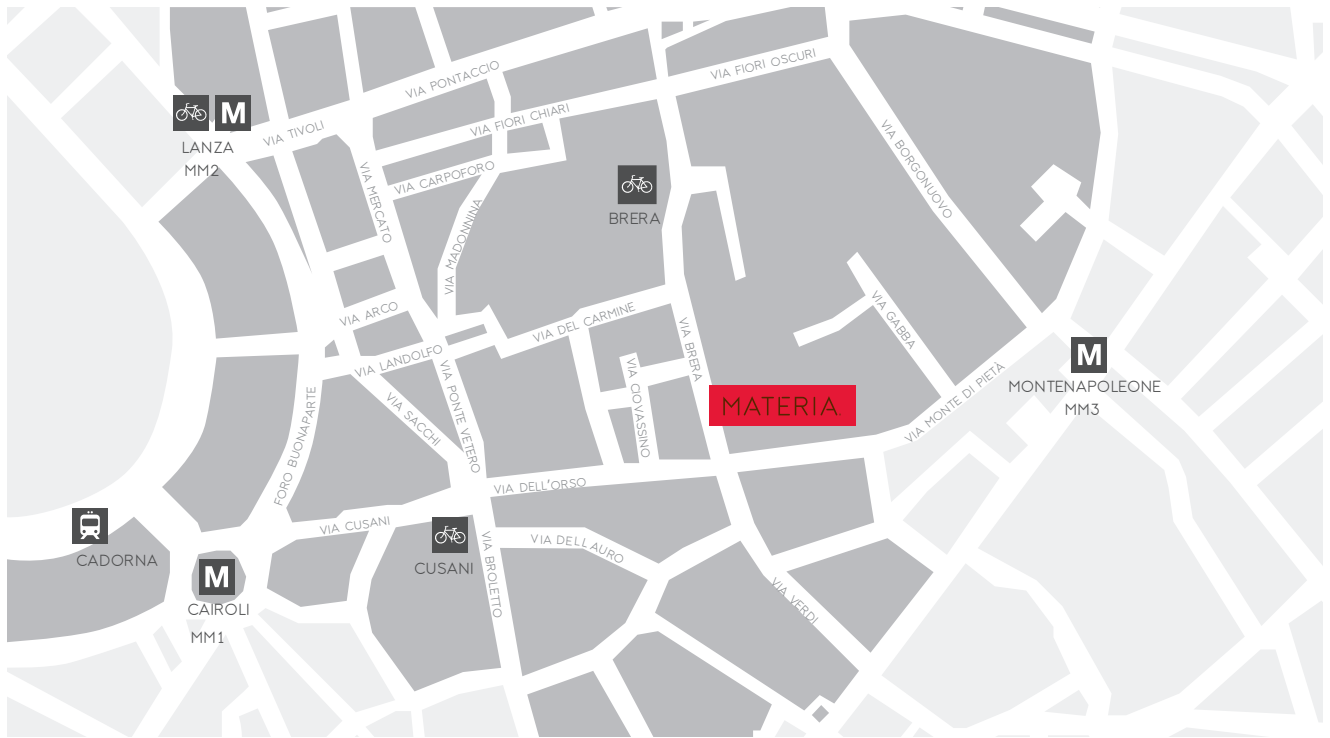 VIA FIORI OSCURI
VIA PONTACCIO
M
VIA FIORI CHIARI
VIA TIVOLI
LANZA
MM2
VIA BORGONUOVO
VIA CARPOFORO
VIA MERCATO
BRERA
VIA MADONNINA
VIA ARCO
VIA DEL CARMINE
VIA GABBA
VIA BRERA
M
VIA LANDOLFO
MONTENAPOLEONE
MM3
VIA PONTE VETERO
VIA CIOVASSINO
MATERIA
VIA MONTE DI PIETÀ
VIA SACCHI
FORO BUONAPARTE
VIA DELL'ORSO
VIA CUSANI
VIA DELLAURO
CADORNA
CUSANI
VIA BROLETTO
M
CAIROLI
MM1
VIA VERDI